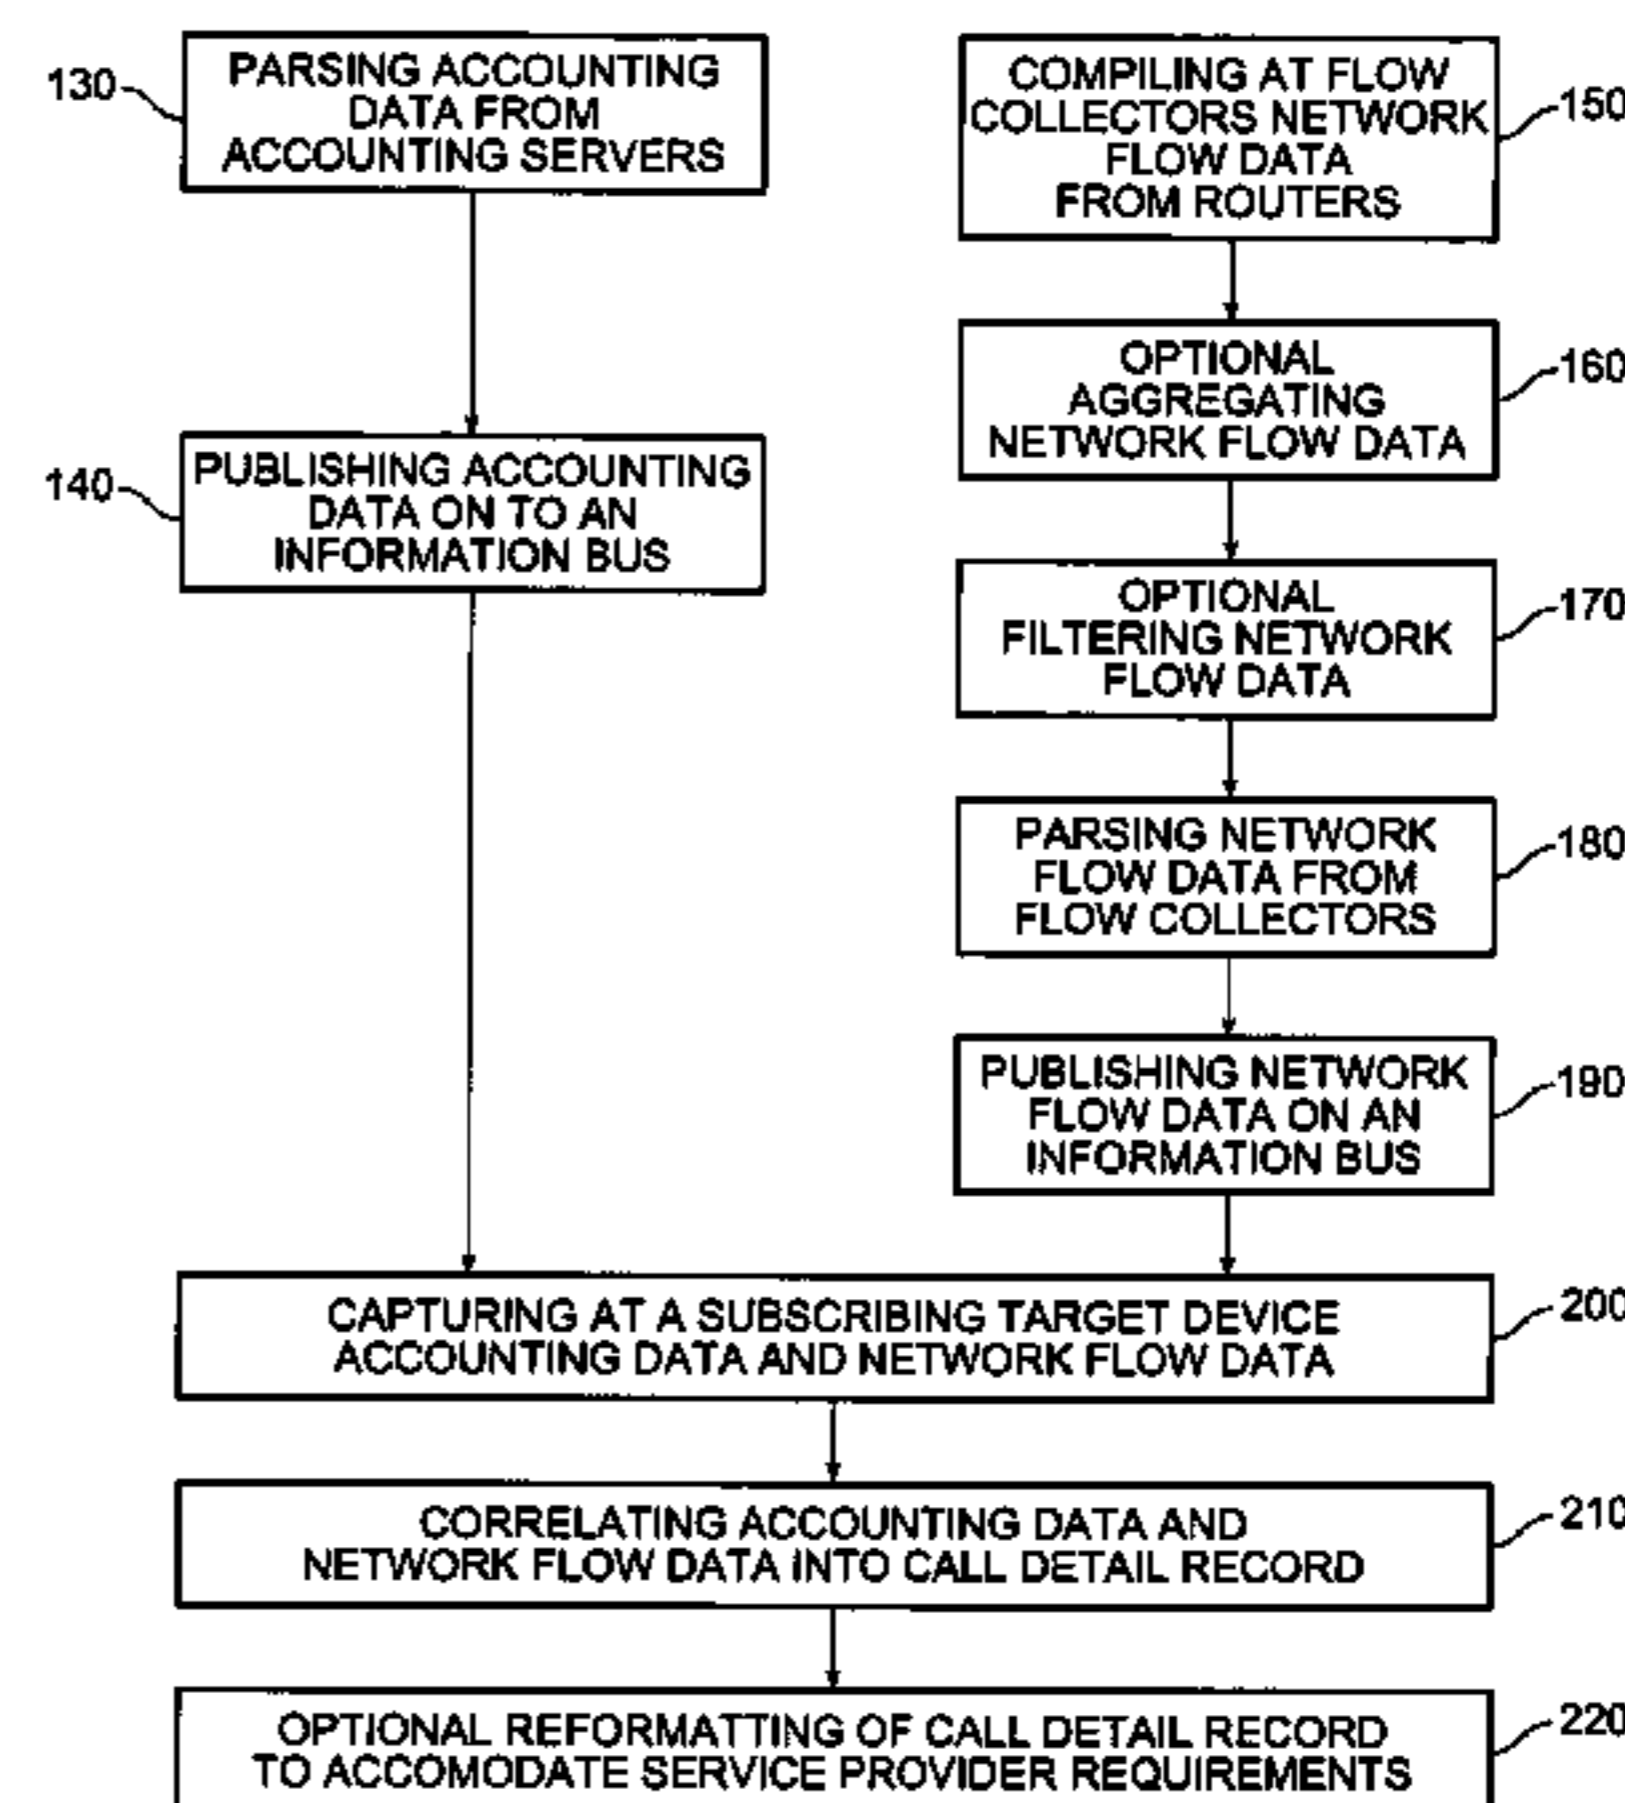 130
PARSING ACCOUNTING
DATA FROM
ACCOUNTING SERVERS
140
PUBLISHING ACCOUNTING
DATA ON TO AN
INFORMATION BUS
COMPILING AT FLOW
COLLECTORS NETWORK
FLOW DATA
FROM ROUTERS
150
OPTIONAL
AGGREGATING
NETWORK FLOW DATA
160
OPTIONAL
FILTERING NETWORK
FLOW DATA
170
PARSING NETWORK
FLOW DATA FROM
FLOW COLLECTORS
180
PUBLISHING NETWORK
FLOW DATA ON AN
INFORMATION BUS
190
CAPTURING AT A SUBSCRIBING TARGET DEVICE
ACCOUNTING DATA AND NETWORK FLOW DATA
200
CORRELATING ACCOUNTING DATA AND
NETWORK FLOW DATA INTO CALL DETAIL RECORD
210
OPTIONAL REFORMATTING OF CALL DETAIL RECORD
TO ACCOMODATE SERVICE PROVIDER REQUIREMENTS
220